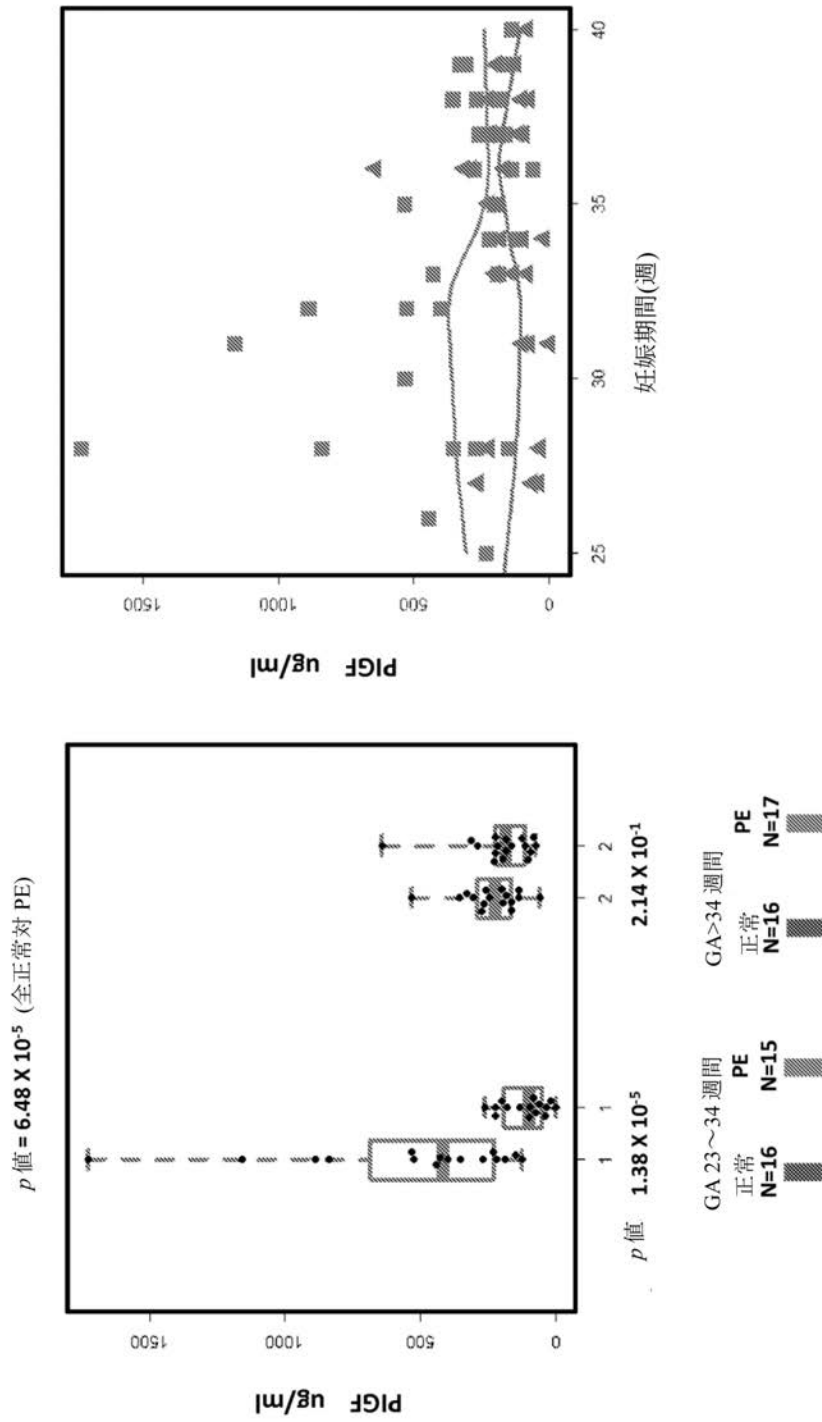 p 値 = 6.48 X 10⁻⁵ (全正常対 PE)
PlGF ug/ml
1500
1000
500
0
1
1
2
2
p 値
1.38 X 10⁻⁵
2.14 X 10⁻¹
GA 23～34 週間
正常
PE
N=16
N=15
GA>34 週間
正常
PE
N=16
N=17
PlGF ug/ml
1500
1000
500
0
25
30
35
40
妊娠期間(週)